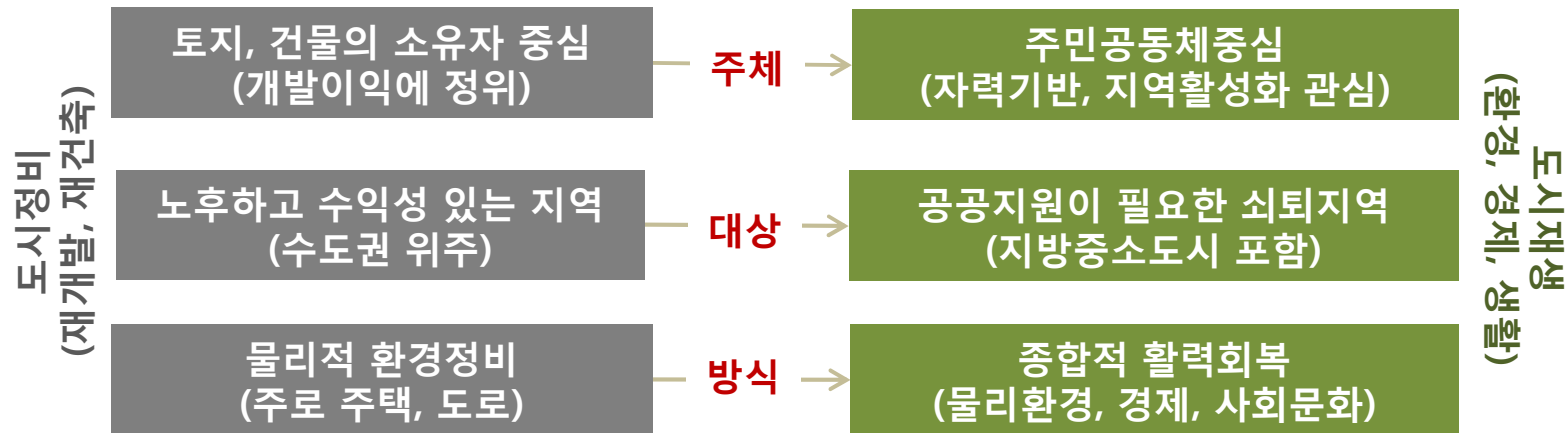 도시정비
(재개발, 재건축)
토지, 건물의 소유자 중심
(개발이익에 정위)
주체
주민공동체중심
(자력기반, 지역활성화 관심)
노후하고 수익성 있는 지역
(수도권 위주)
대상
공공지원이 필요한 쇠퇴지역
(지방중소도시 포함)
물리적 환경정비
(주로 주택, 도로)
방식
종합적 활력회복
(물리환경, 경제, 사회문화)
도시재생
(환경, 경제, 생활)